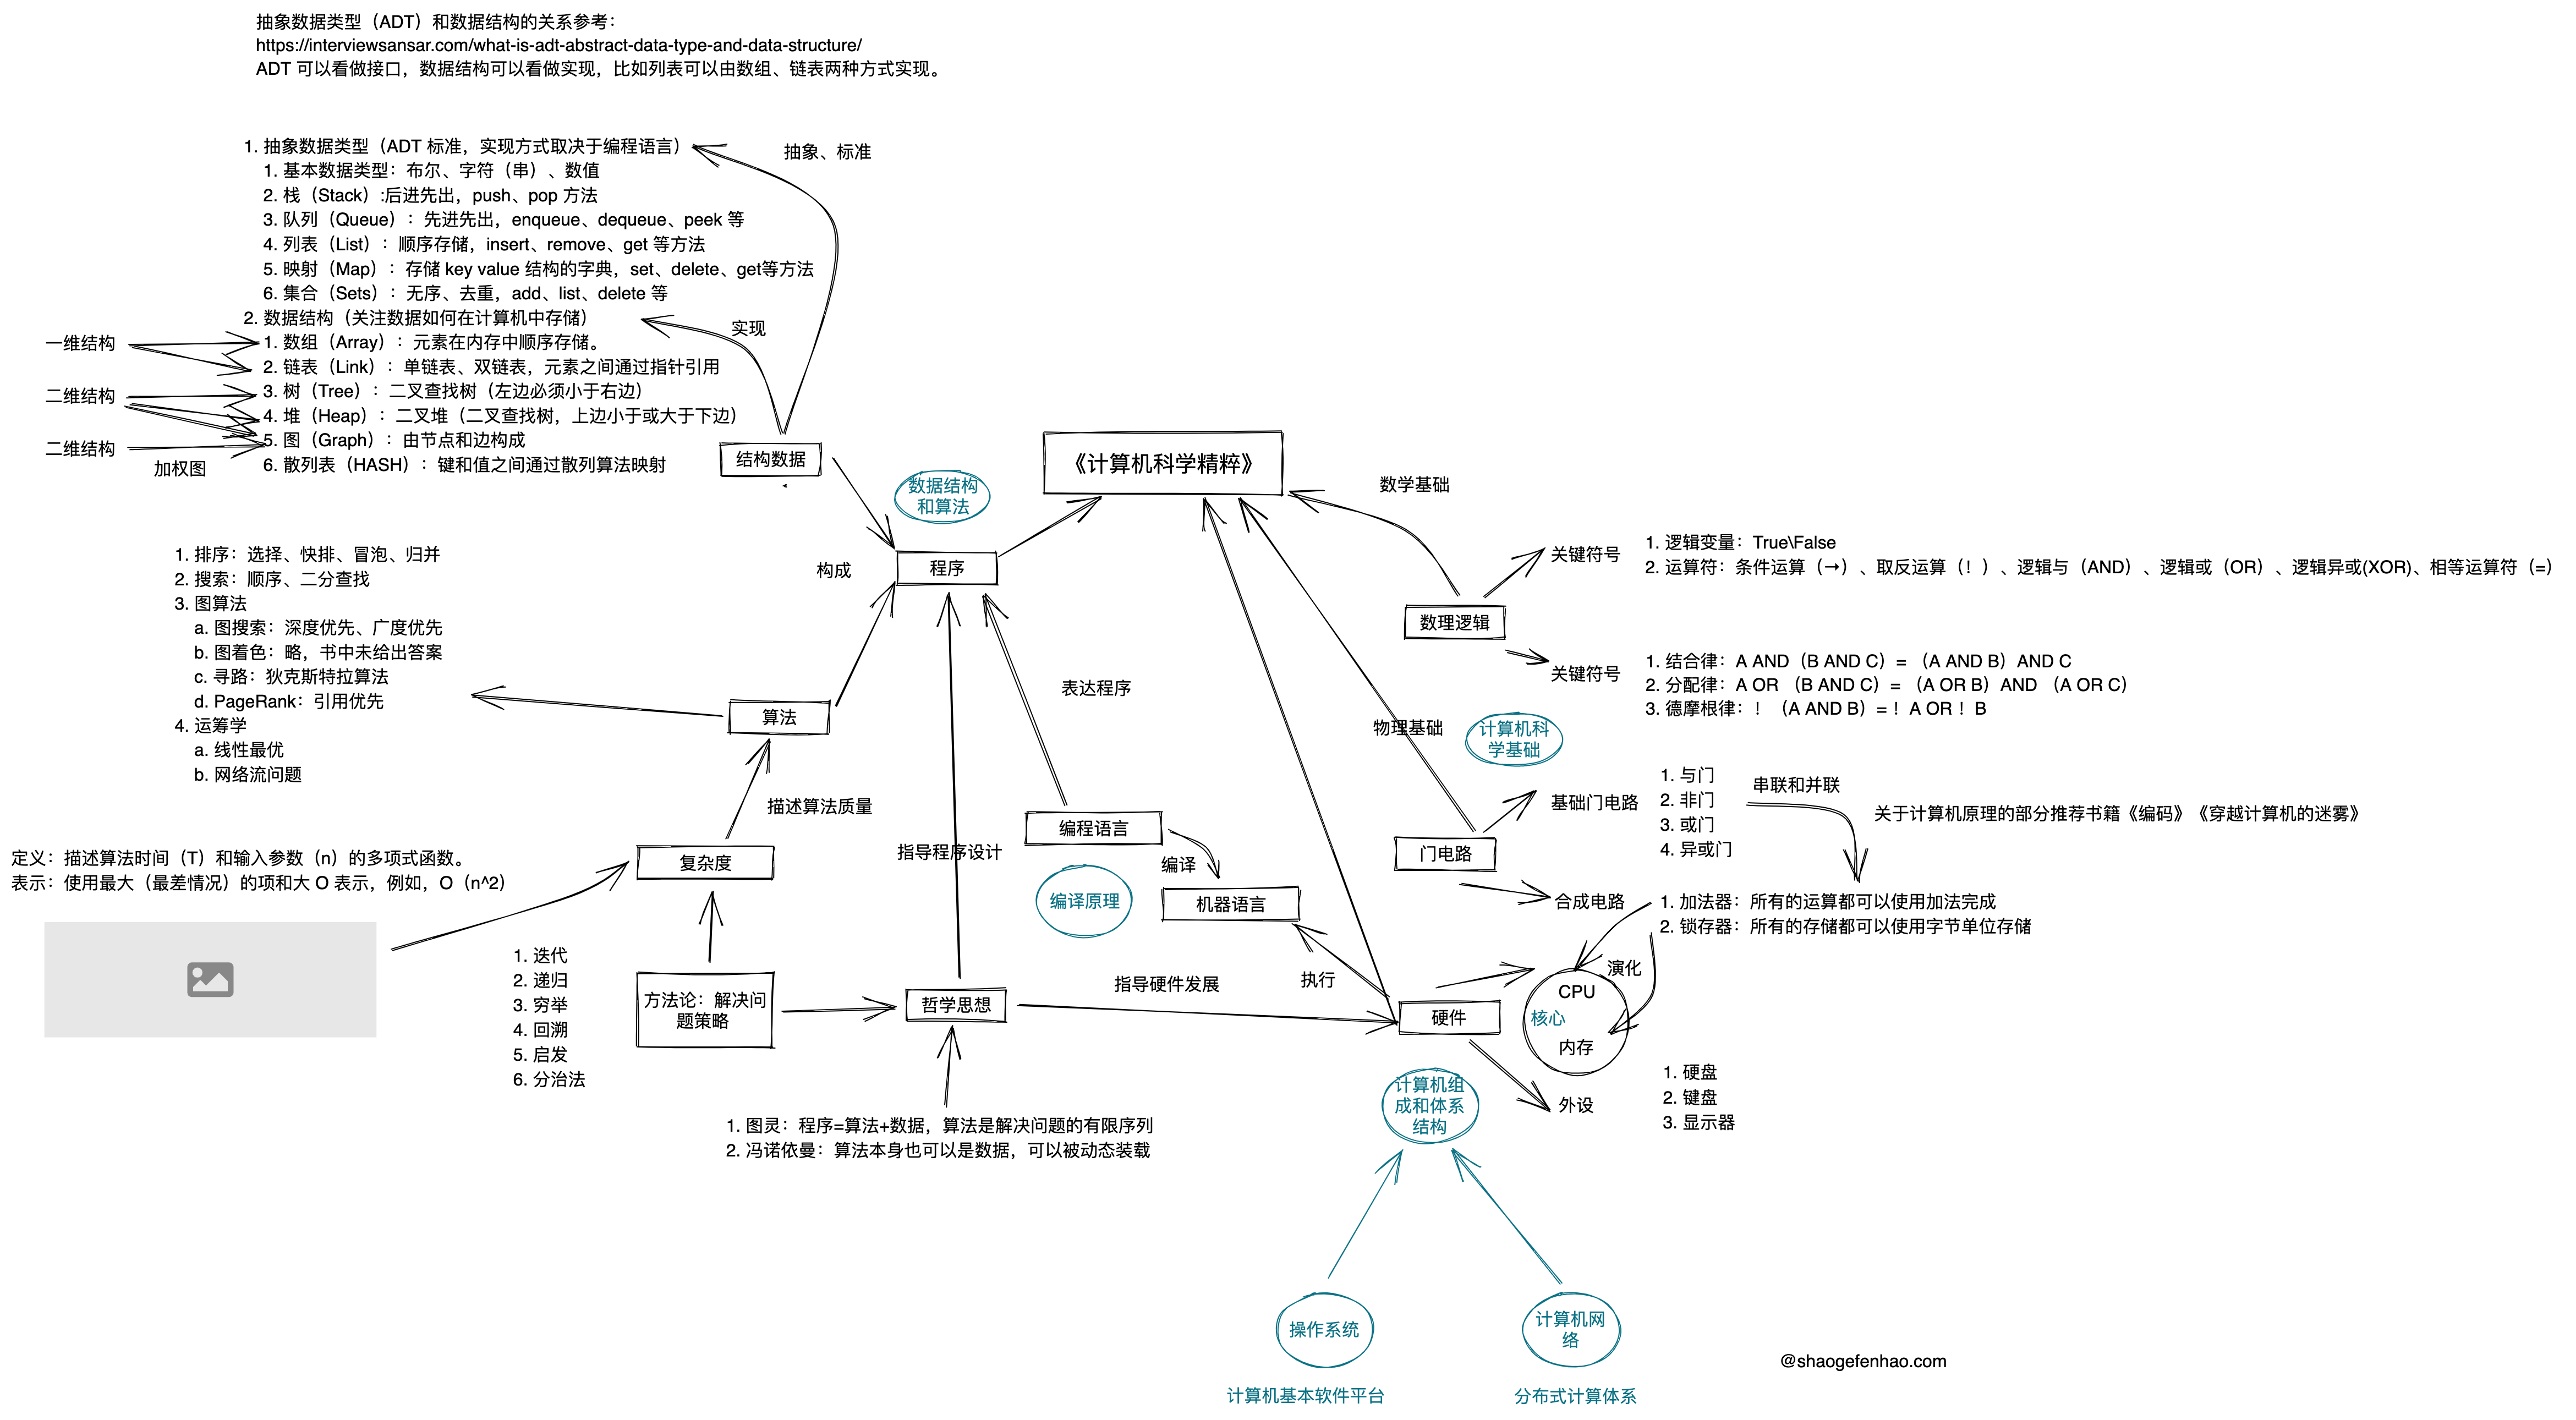 抽象数据类型（ADT）和数据结构的关系参考：
https://interviewsansar.com/what-is-adt-abstract-data-type-and-data-structure/
ADT 可以看做接口，数据结构可以看做实现，比如列表可以由数组、链表两种方式实现。
1. 抽象数据类型（ADT 标准，实现方式取决于编程语言）
1. 基本数据类型：布尔、字符（串）、数值
2. 栈（Stack）:后进先出，push、pop 方法
3. 队列（Queue）：先进先出，enqueue、dequeue、peek 等
4. 列表（List）：顺序存储，insert、remove、get 等方法
5. 映射（Map）：存储 key value 结构的字典，set、delete、get等方法
6. 集合（Sets）：无序、去重，add、list、delete 等
2. 数据结构（关注数据如何在计算机中存储）
1. 数组（Array）：元素在内存中顺序存储。
2. 链表（Link）：单链表、双链表，元素之间通过指针引用
3. 树（Tree）：二叉查找树（左边必须小于右边）
4. 堆（Heap）：二叉堆（二叉查找树，上边小于或大于下边）
5. 图（Graph）：由节点和边构成
6. 散列表（HASH）：键和值之间通过散列算法映射
抽象、标准
实现
一维结构
二维结构
二维结构
加权图
结构数据
数据结构
和算法
《计算机科学精粹》
数学基础
构成
程序
1. 排序：选择、快排、冒泡、归并
2. 搜索：顺序、二分查找
3. 图算法
a. 图搜索：深度优先、广度优先
b. 图着色：略，书中未给出答案
c. 寻路：狄克斯特拉算法
d. PageRank：引用优先
4. 运筹学
a. 线性最优
b. 网络流问题
关键符号
1. 逻辑变量：True\False
2. 运算符：条件运算（→）、取反运算（！）、逻辑与（AND）、逻辑或（OR）、逻辑异或(XOR)、相等运算符（=）
数理逻辑
关键符号
1. 结合律：A AND（B AND C）= （A AND B）AND C
2. 分配律：A OR （B AND C）= （A OR B）AND （A OR C）
3. 德摩根律：！（A AND B）=！A OR！B
算法
表达程序
物理基础
计算机科
学基础
描述算法质量
指导程序设计
编程语言
编译
编译原理
机器语言
基础门电路
1. 与门
2. 非门
3. 或门
4. 异或门
串联和并联
关于计算机原理的部分推荐书籍《编码》《穿越计算机的迷雾》
门电路
合成电路
1. 加法器：所有的运算都可以使用加法完成
2. 锁存器：所有的存储都可以使用字节单位存储
复杂度
定义：描述算法时间（T）和输入参数（n）的多项式函数。
表示：使用最大（最差情况）的项和大 O 表示，例如，O（n^2）
1. 迭代
2. 递归
3. 穷举
4. 回溯
5. 启发
6. 分治法
方法论：解决问
题策略
哲学思想
指导硬件发展
执行
硬件
演化
CPU
核心
内存
外设
1. 硬盘
2. 键盘
3. 显示器
1. 图灵：程序=算法+数据，算法是解决问题的有限序列
2. 冯诺依曼：算法本身也可以是数据，可以被动态装载
计算机组
成和体系
结构
操作系统
计算机网
络
计算机基本软件平台
分布式计算体系
@shaogefenhao.com